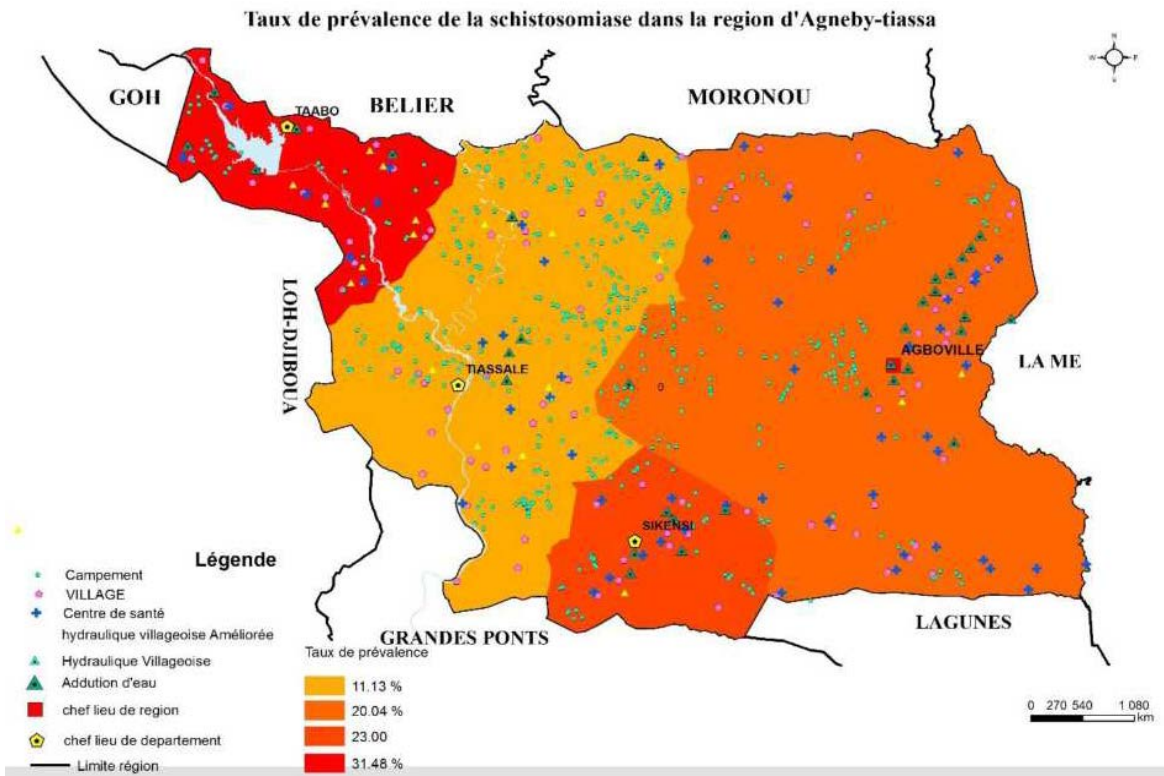 Taux de prévalence de la schistosomiase dans la region d'Agneby-tiassa
N
W E
S
GOH
BELIER
MORONOU
TAABO
LOH-DJIBOUA
AGBOVILLE
LA ME
TIASSALE
0
SIKENSI
GRANDES PONTS
LAGUNES
Légende
Campement
VILLAGE
Centre de santé
hydraulique villageoise Améliorée
Hydraulique Villageoise
Addution d'eau
chef lieu de region
chef lieu de departement
Limite région
Taux de prévalence
11.13 %
20.04 %
23.00
31.48 %
0 270 540 1 080
km